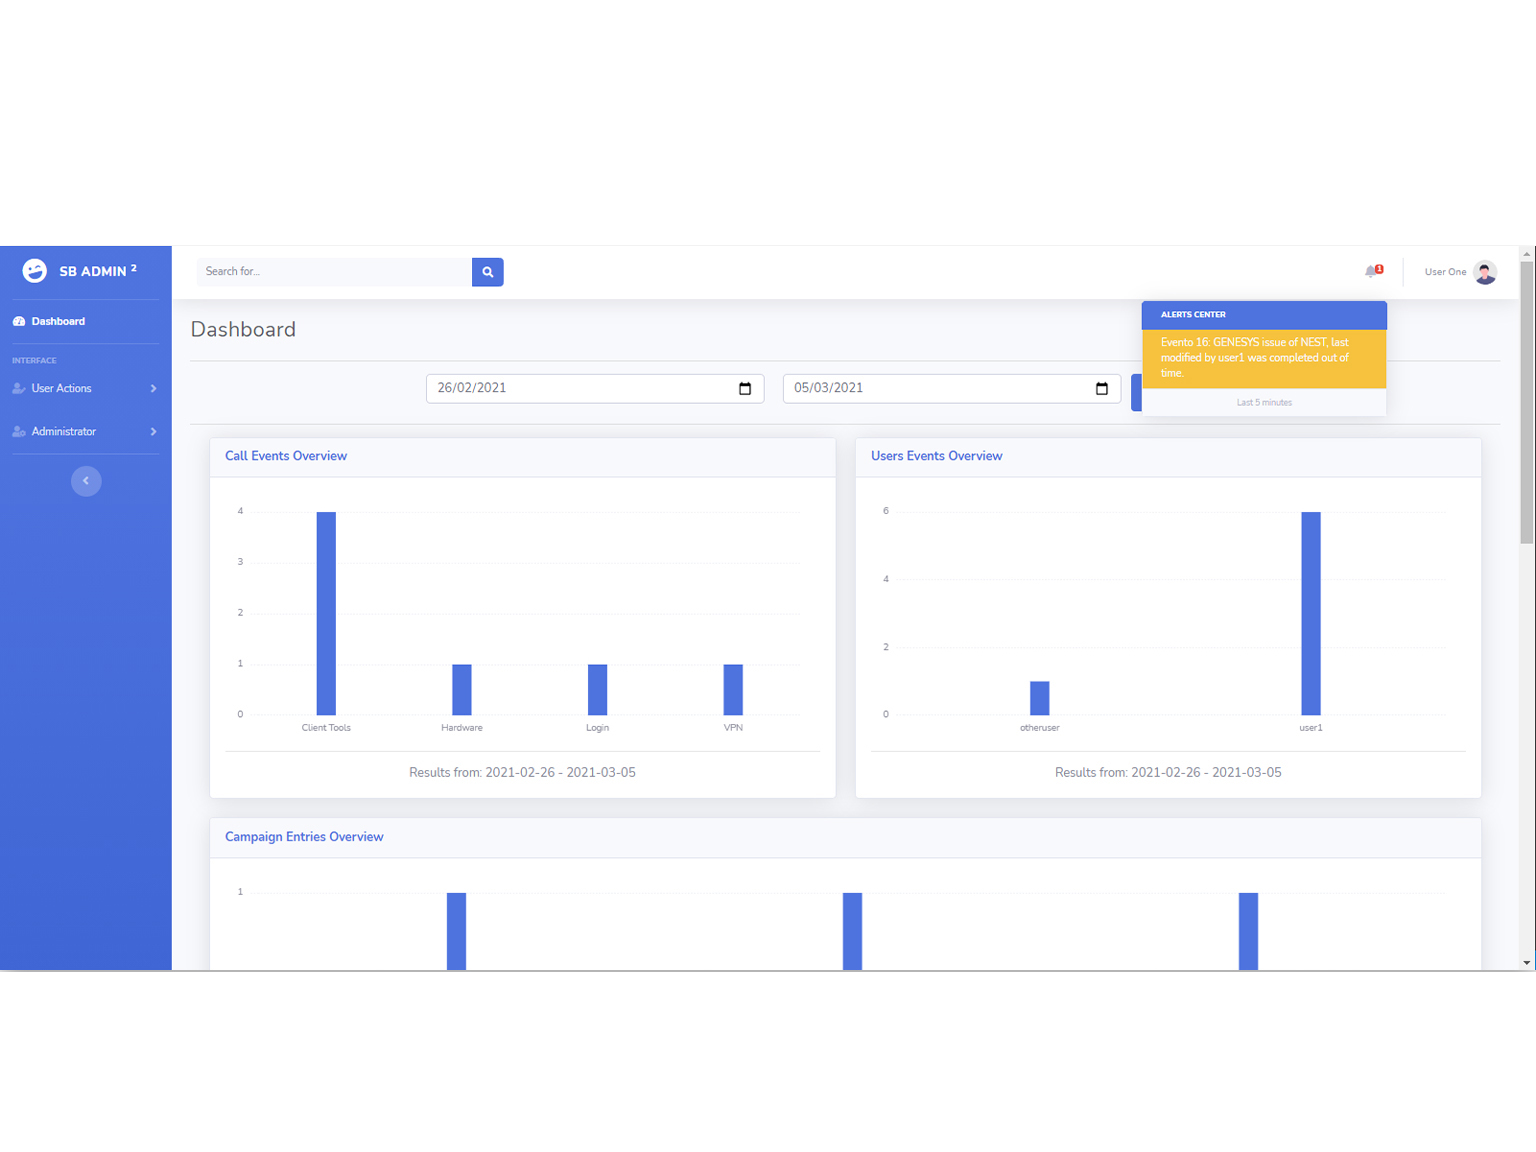 SB ADMIN 2
Search for...
1
User One
Dashboard
INTERFACE
User Actions
Administrator
Dashboard
ALERTS CENTER
Evento 16: GENESYS issue of NEST, last
modified by user1 was completed out of
time.
Last 5 minutes
26/02/2021
05/03/2021
Call Events Overview
4
3
2
1
0
Client Tools
Hardware
Login
VPN
Results from: 2021-02-26 - 2021-03-05
Users Events Overview
6
4
2
0
otheruser
user1
Results from: 2021-02-26 - 2021-03-05
Campaign Entries Overview
1